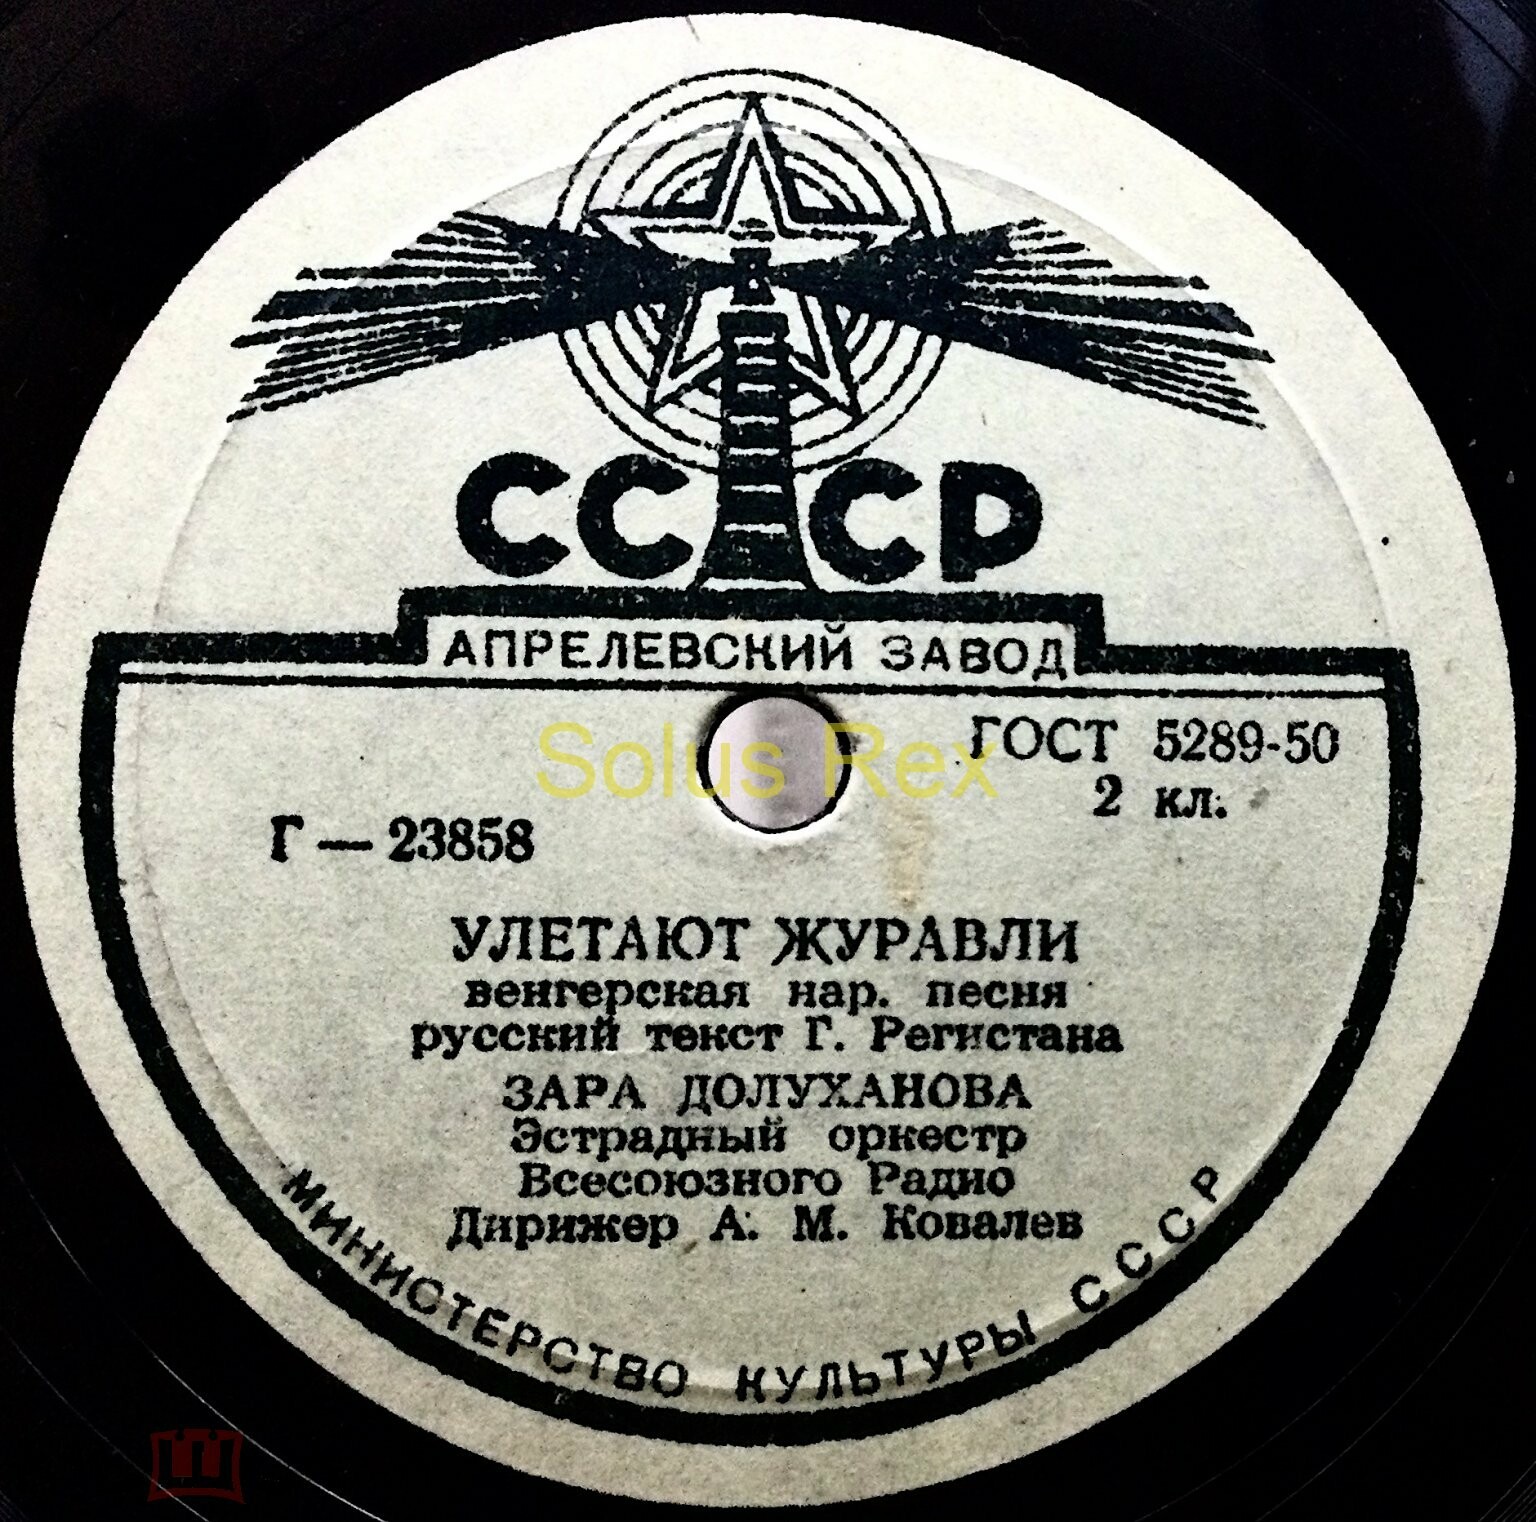 СССР
АПРЕЛЕВСКИЙ ЗАВОД
ГОСТ 5289-50
2 кл.
Solus Rex
Г — 23858
УЛЕТАЮТ ЖУРАВЛИ
венгерская нар. песня
русский текст Г. Регистана
ЗАРА ДОЛУХАНОВА
Эстрадный оркестр
Всесоюзного Радио
Дирижер А. М. Ковалев
МИНИСТЕРСТВО КУЛЬТУРЫ СССР